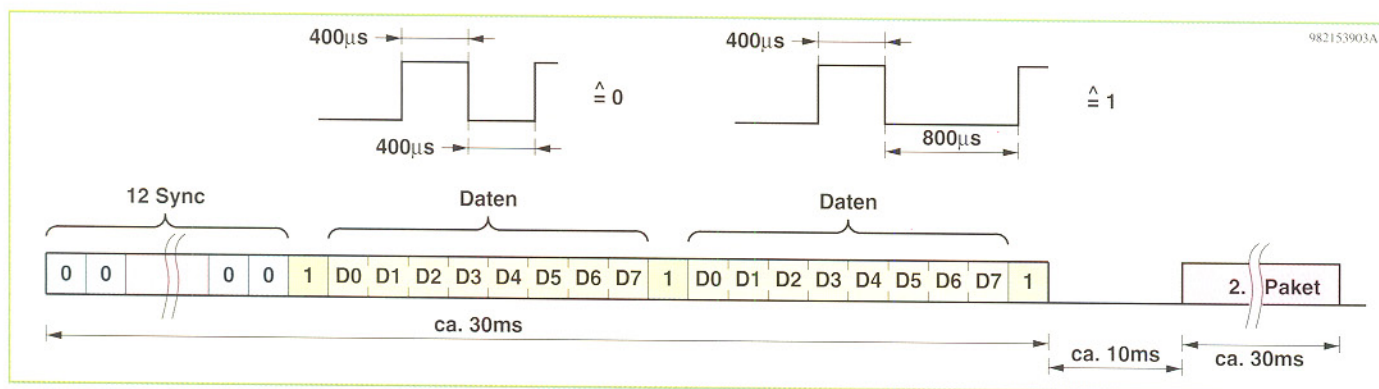 982153903A
400µs 400µs
^= 0 ^= 1
400µs 800µs
12 Sync Daten Daten
0 0 0 0 1 D0 D1 D2 D3 D4 D5 D6 D7 1 D0 D1 D2 D3 D4 D5 D6 D7 1 2. Paket
ca. 30ms
ca. 10ms ca. 30ms